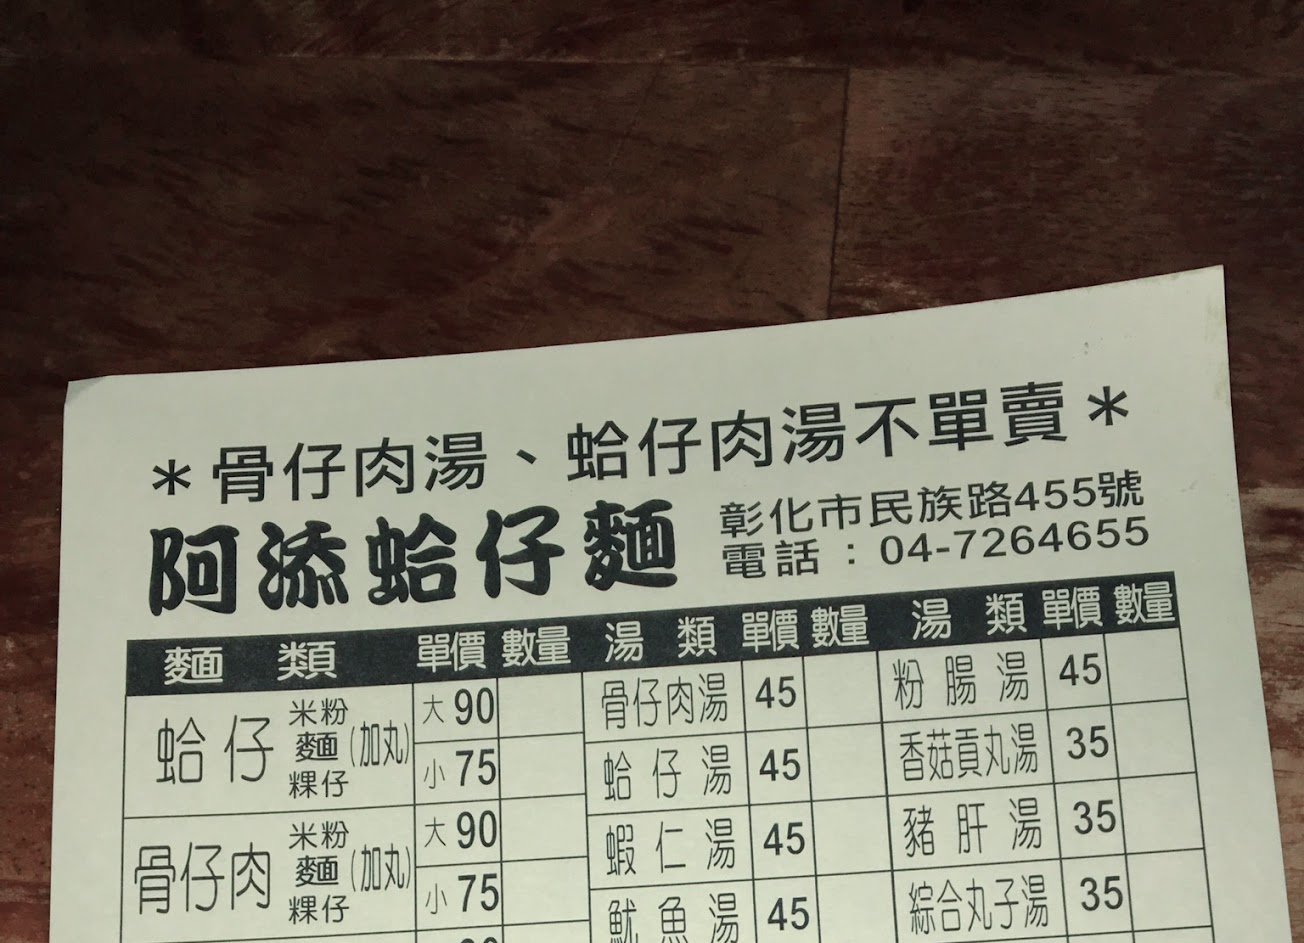 ＊骨仔肉湯、蛤仔肉湯不單賣＊
阿添蛤仔麵
彰化市民族路455號
電話：04-7264655
麵類 單價 數量 湯類 單價 數量 湯類 單價 數量
蛤仔 米粉 麵 粿仔 (加丸) 大 90 小 75
骨仔肉 米粉 麵 粿仔 (加丸) 大 90 小 75
骨仔肉湯 45
蛤仔湯 45
蝦仁湯 45
魷魚湯 45
粉腸湯 45
香菇貢丸湯 35
豬肝湯 35
綜合丸子湯 35